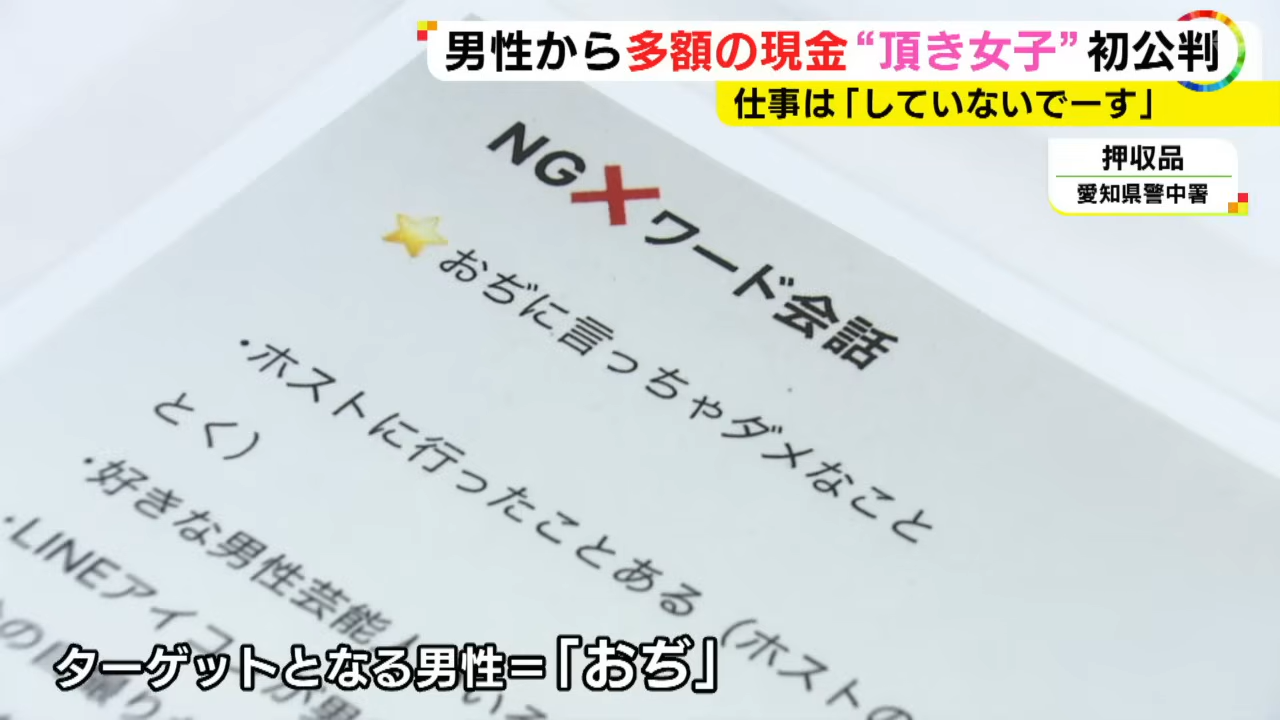 男性から多額の現金“頂き女子”初公判
仕事は「していないでーす」
押収品
愛知県警中署
NG❌ワード会話
⭐おぢに言っちゃダメなこと
・ホストに行ったことある(ホストの
とく)
・好きな男性芸能人
・LINEアイコ
ターゲットとなる男性=「おぢ」